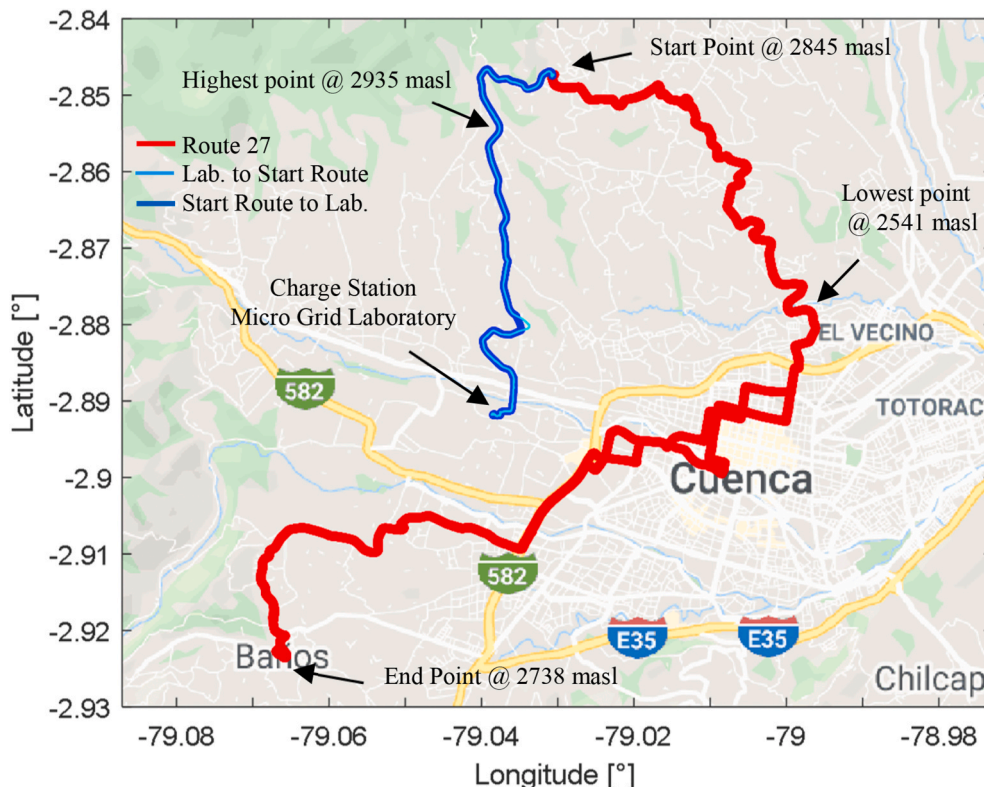 -2.84
Start Point @ 2845 masl
Highest point @ 2935 masl
-2.85
Route 27
Lab. to Start Route
Start Route to Lab.
-2.86
Lowest point
@ 2541 masl
-2.87
Charge Station
Micro Grid Laboratory
-2.88
EL VECINO
582
-2.89
TOTORAC
Latitude [°]
-2.9
Cuenca
-2.91
582
-2.92
E35
E35
Baños
End Point @ 2738 masl
Chilcap
-2.93
-79.08
-79.06
-79.04
-79.02
-79
-78.98
Longitude [°]